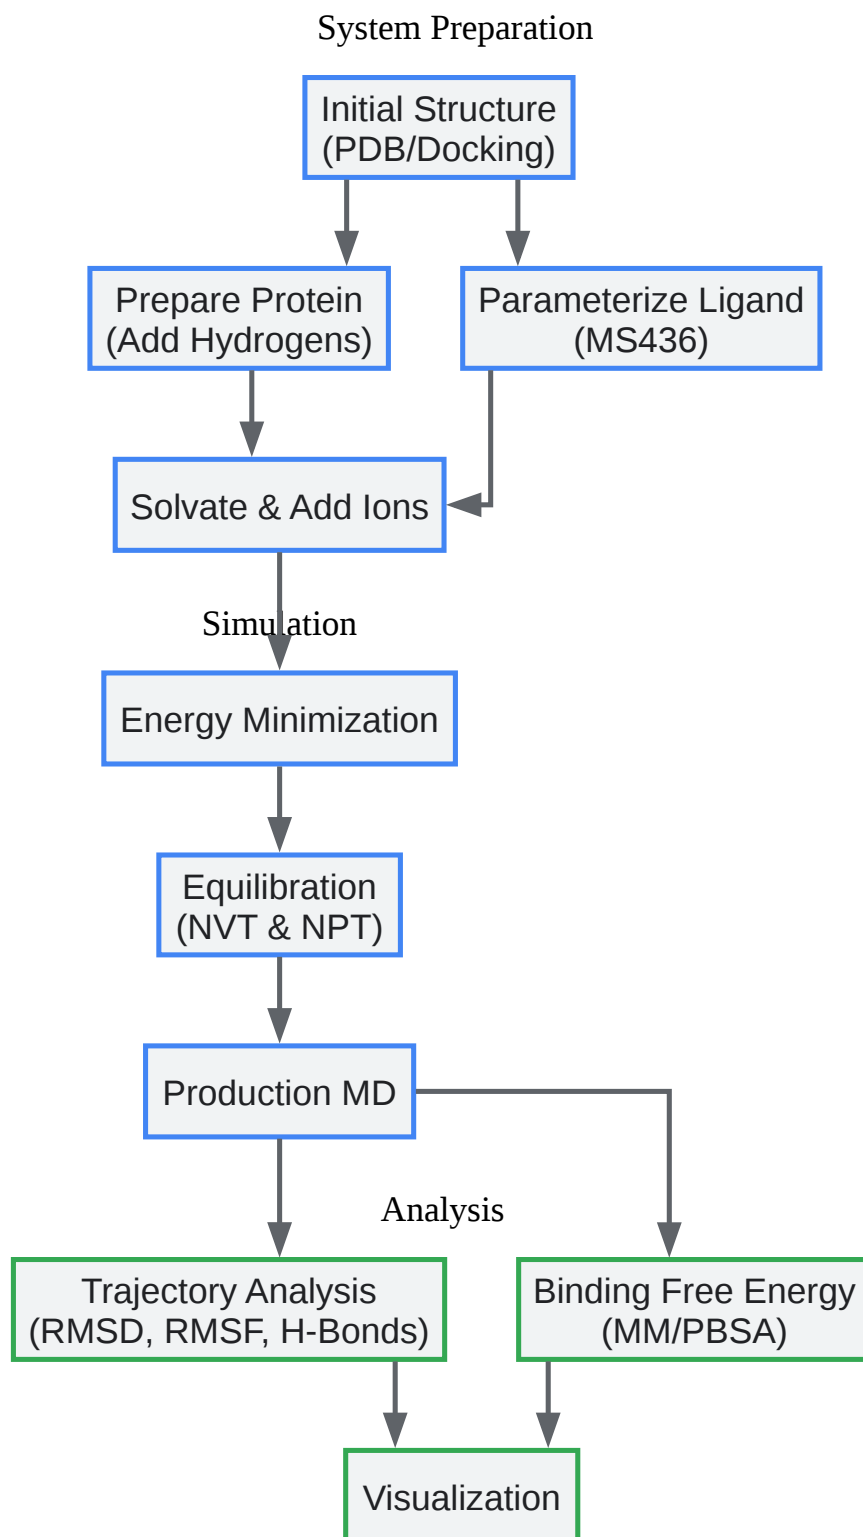 System Preparation
Initial Structure
(PDB/Docking)
Prepare Protein
(Add Hydrogens)
Parameterize Ligand
(MS436)
Solvate & Add Ions
Simulation
Energy Minimization
Equilibration
(NVT & NPT)
Production MD
Analysis
Trajectory Analysis
(RMSD, RMSF, H-Bonds)
Binding Free Energy
(MM/PBSA)
Visualization